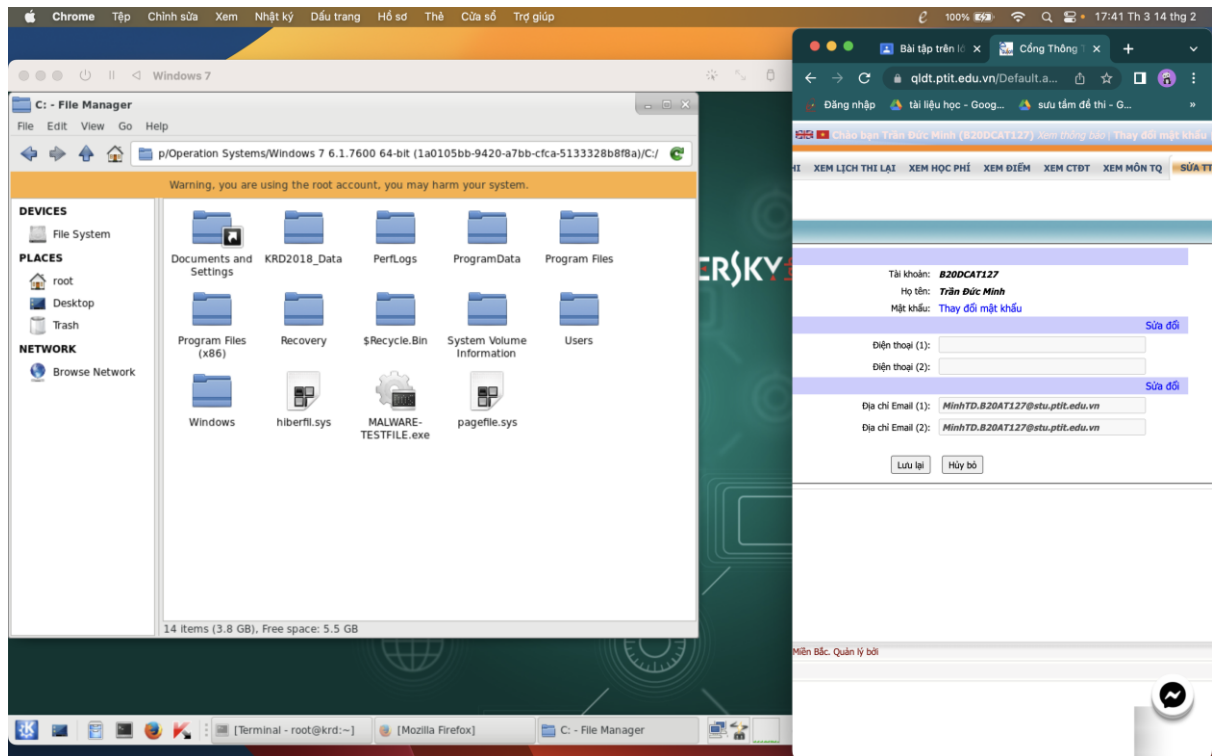 Chrome Tệp Chỉnh sửa Xem Nhật ký Dấu trang Hồ sơ Thẻ Cửa sổ Trợ giúp 100% 17:41 Th 3 14 thg 2
Windows 7
C: - File Manager
File Edit View Go Help
p/Operation Systems/Windows 7 6.1.7600 64-bit (1a0105bb-9420-a7bb-cfca-5133328b8f8a)/C:/
Warning, you are using the root account, you may harm your system.
DEVICES
File System
PLACES
root
Desktop
Trash
NETWORK
Browse Network
Documents and Settings
KRD2018_Data
PerfLogs
ProgramData
Program Files
Program Files (x86)
Recovery
$Recycle.Bin
System Volume Information
Users
Windows
hiberfil.sys
MALWARE-TESTFILE.exe
pagefile.sys
14 items (3.8 GB), Free space: 5.5 GB
ERSKY
[Terminal - root@krd:~] [Mozilla Firefox] C: - File Manager
Bài tập trên lớ Cổng Thông T
qldt.ptit.edu.vn/Default.a...
Đăng nhập tài liệu học - Goog... sưu tầm đề thi - G... »
Chào bạn Trần Đức Minh (B20DCAT127) Xem thông báo | Thay đổi mật khẩu
HI XEM LỊCH THI LẠI XEM HỌC PHÍ XEM ĐIỂM XEM CTĐT XEM MÔN TQ SỬA TT
Tài khoản: B20DCAT127
Họ tên: Trần Đức Minh
Mật khẩu: Thay đổi mật khẩu
Sửa đổi
Điện thoại (1):
Điện thoại (2):
Sửa đổi
Địa chỉ Email (1): MinhTD.B20AT127@stu.ptit.edu.vn
Địa chỉ Email (2): MinhTD.B20AT127@stu.ptit.edu.vn
Lưu lại Hủy bỏ
Miền Bắc. Quản lý bởi